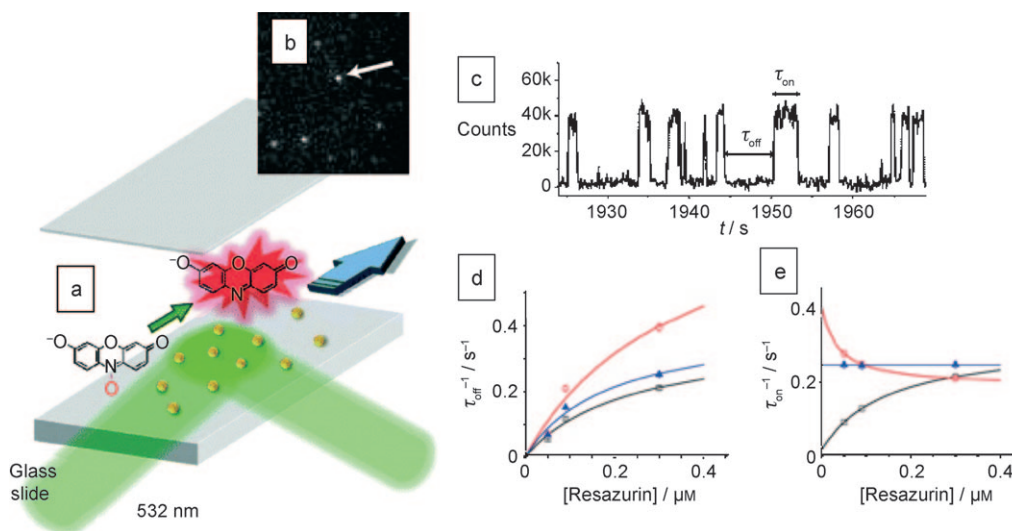 a
⁻O
O
N
O
O
Glass
slide
532 nm
⁻O
O
N
O
b
c
60k
40k
20k
0
Counts
τon
τoff
1930
1940
1950
1960
t / s
d
0.4
0.2
0
τoff⁻¹ / s⁻¹
0
0.2
0.4
[Resazurin] / μM
e
0.4
0.2
0
τon⁻¹ / s⁻¹
0
0.2
0.4
[Resazurin] / μM